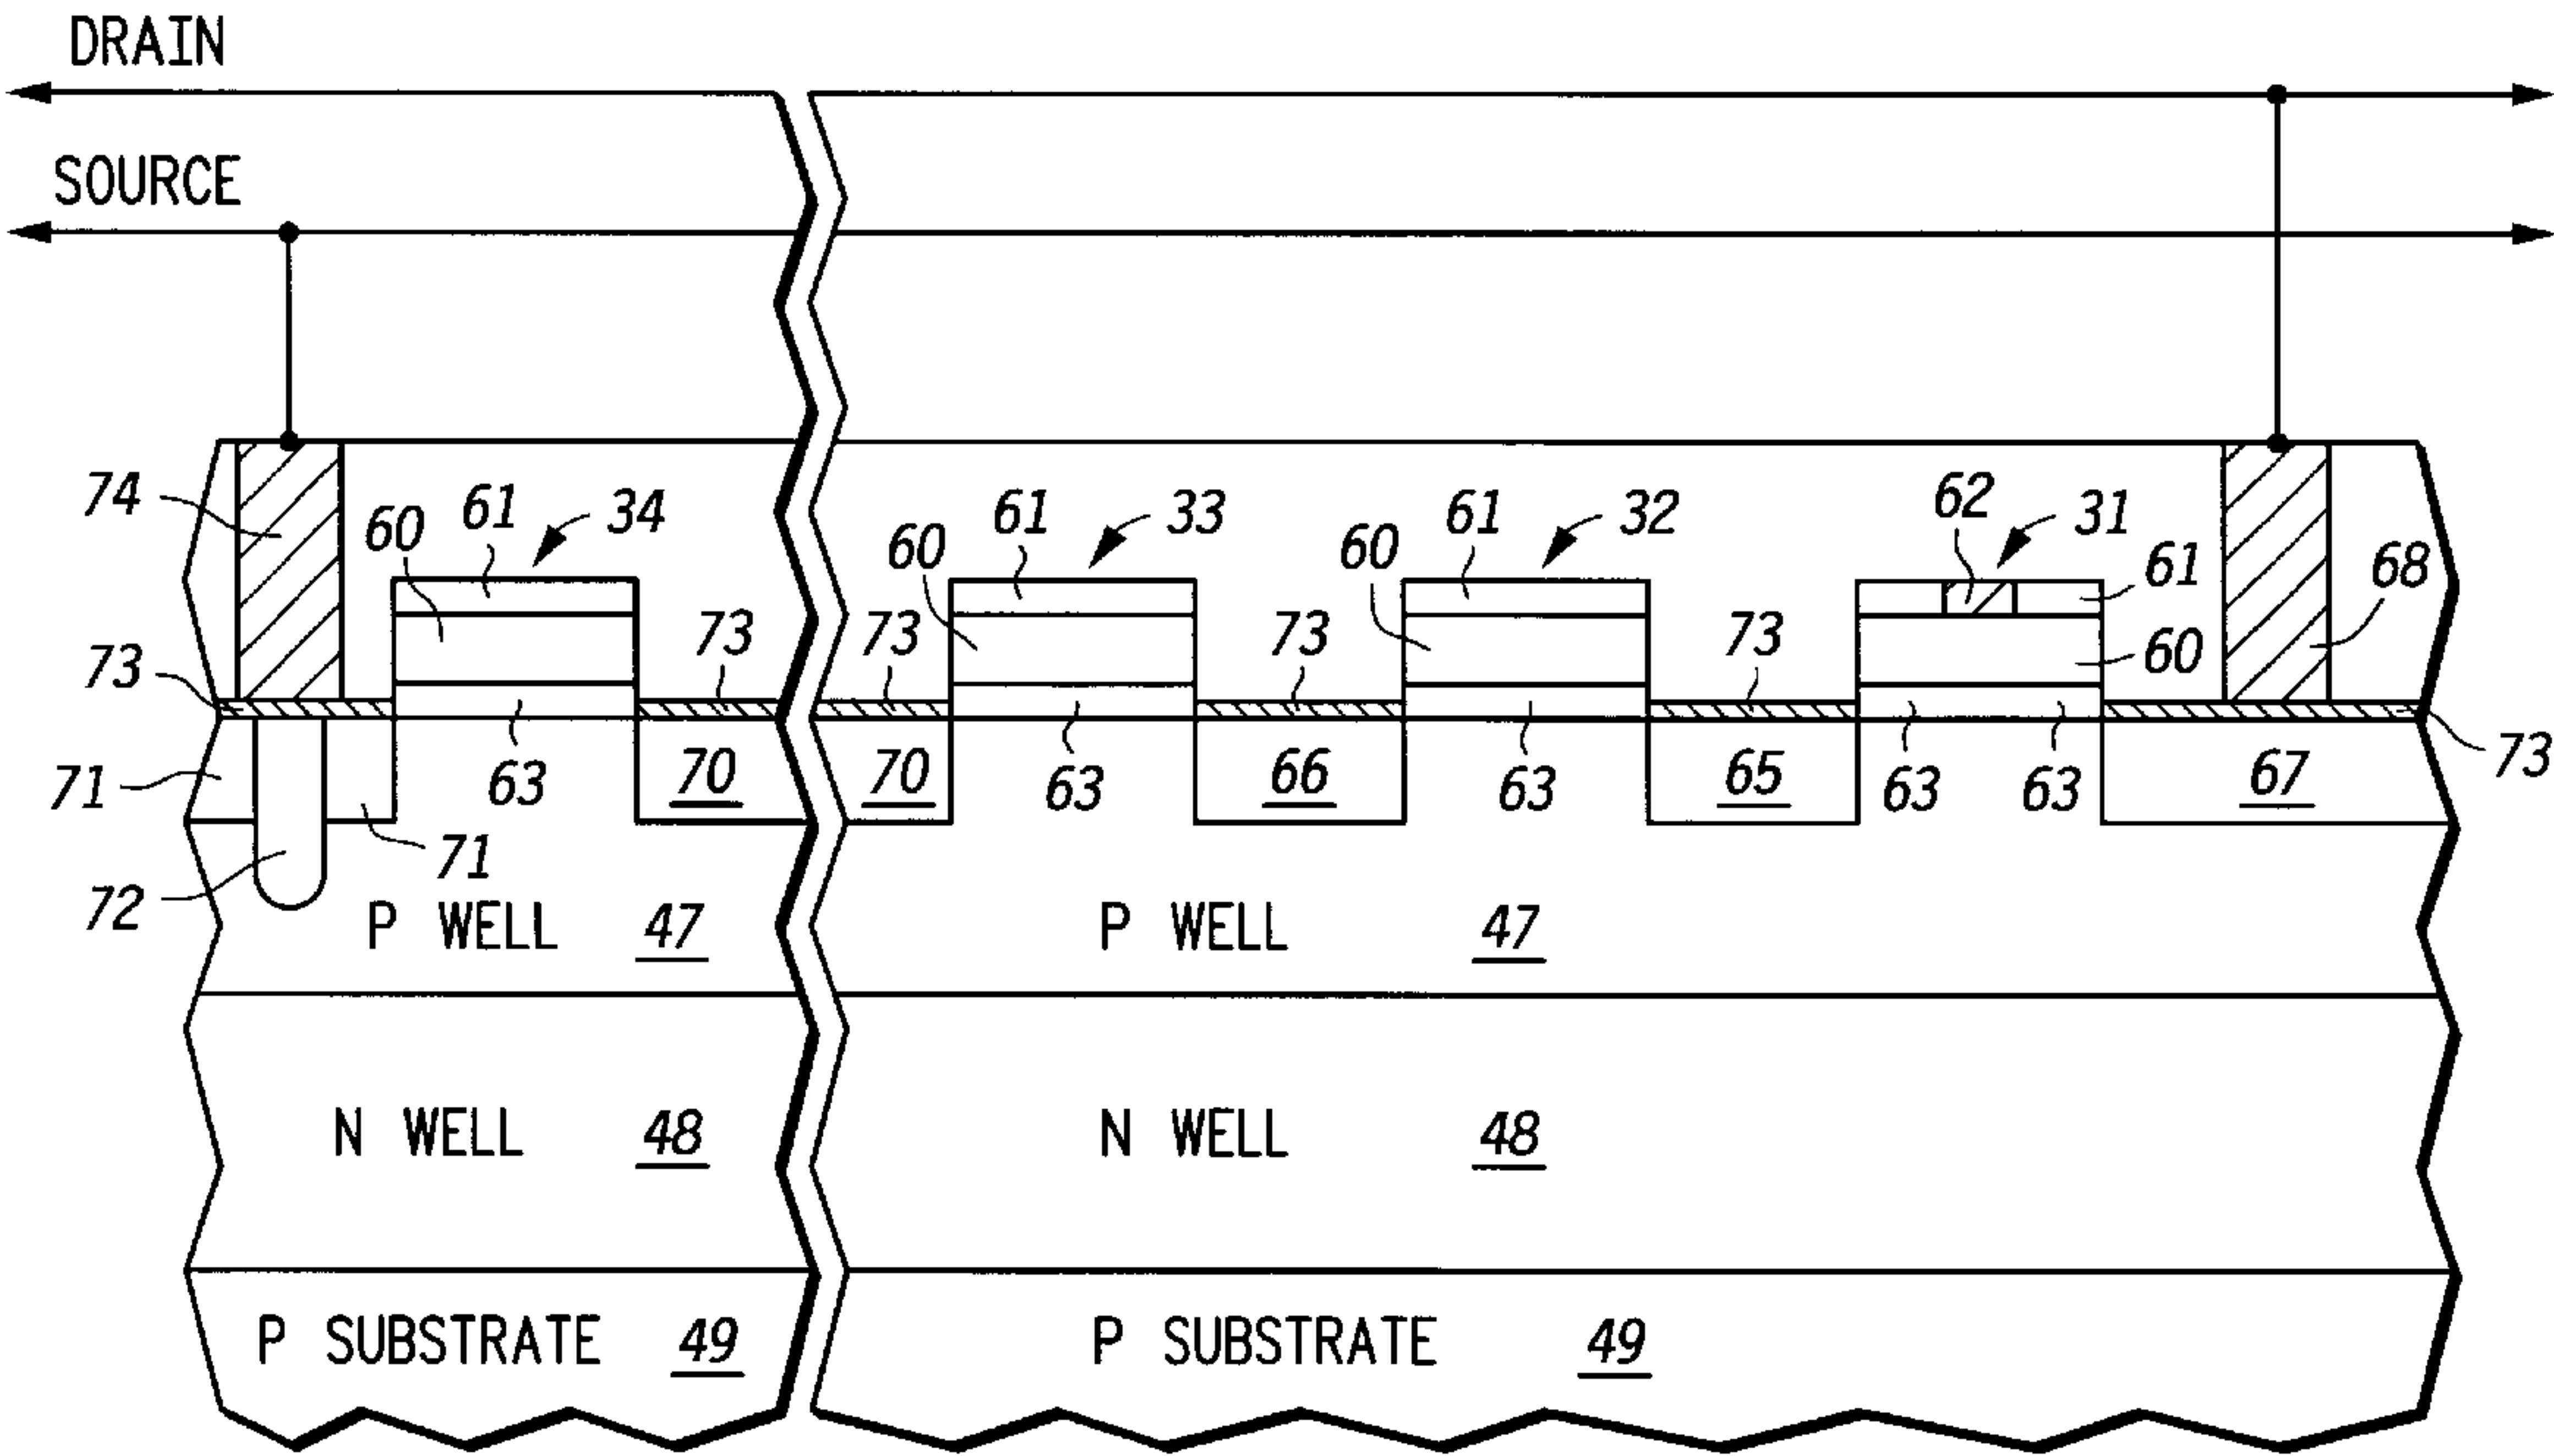 DRAIN
SOURCE
74 60 61 34 60 61 33 60 61 32 62 31 61 68
73 73 73 73 73 60
71 63 70 70 63 66 63 65 63 63 67 73
72 71
P WELL 47 P WELL 47
N WELL 48 N WELL 48
P SUBSTRATE 49 P SUBSTRATE 49